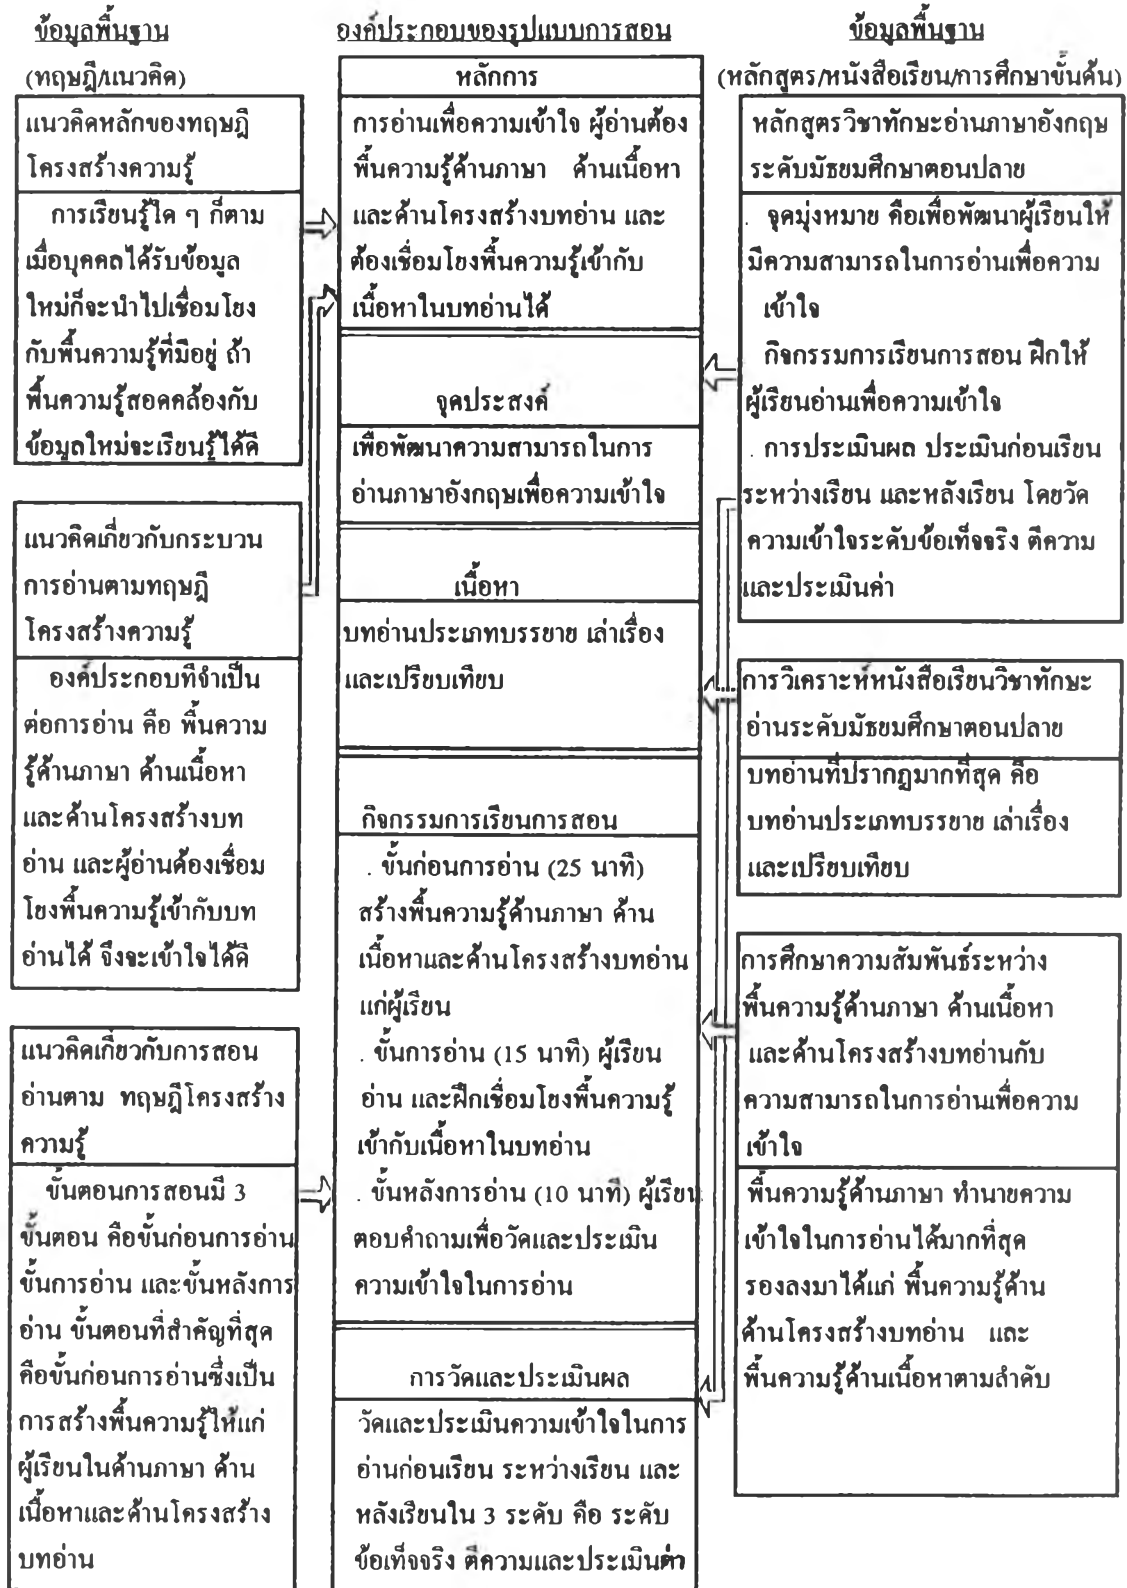 ข้อมูลพื้นฐาน
(ทฤษฎี/แนวคิด)
แนวคิดหลักของทฤษฎี
โครงสร้างความรู้
การเรียนรู้ใด ๆ ก็ตาม
เมื่อบุคคลได้รับข้อมูล
ใหม่ก็จะนำไปเชื่อมโยง
กับพื้นความรู้ที่มีอยู่ ถ้า
พื้นความรู้สอดคล้องกับ
ข้อมูลใหม่จะเรียนรู้ได้ดี
แนวคิดเกี่ยวกับกระบวน
การอ่านตามทฤษฎี
โครงสร้างความรู้
องค์ประกอบที่จำเป็น
ต่อการอ่าน คือ พื้นความ
รู้ด้านภาษา ด้านเนื้อหา
และด้านโครงสร้างบท
อ่าน และผู้อ่านต้องเชื่อม
โยงพื้นความรู้เข้ากับบท
อ่านได้ จึงจะเข้าใจได้ดี
แนวคิดเกี่ยวกับการสอน
อ่านตาม ทฤษฎีโครงสร้าง
ความรู้
ขั้นตอนการสอนมี 3
ขั้นตอน คือขั้นก่อนการอ่าน
ขั้นการอ่าน และขั้นหลังการ
อ่าน ขั้นตอนที่สำคัญที่สุด
คือขั้นก่อนการอ่านซึ่งเป็น
การสร้างพื้นความรู้ให้แก่
ผู้เรียนในด้านภาษา ด้าน
เนื้อหาและด้านโครงสร้าง
บทอ่าน
องค์ประกอบของรูปแบบการสอน
หลักการ
การอ่านเพื่อความเข้าใจ ผู้อ่านต้อง
พื้นความรู้ด้านภาษา ด้านเนื้อหา
และด้านโครงสร้างบทอ่าน และ
ต้องเชื่อมโยงพื้นความรู้เข้ากับ
เนื้อหาในบทอ่านได้
จุดประสงค์
เพื่อพัฒนาความสามารถในการ
อ่านภาษาอังกฤษเพื่อความเข้าใจ
เนื้อหา
บทอ่านประเภทบรรยาย เล่าเรื่อง
และเปรียบเทียบ
กิจกรรมการเรียนการสอน
. ขั้นก่อนการอ่าน (25 นาที)
สร้างพื้นความรู้ด้านภาษา ด้าน
เนื้อหาและด้านโครงสร้างบทอ่าน
แก่ผู้เรียน
. ขั้นการอ่าน (15 นาที) ผู้เรียน
อ่าน และฝึกเชื่อมโยงพื้นความรู้
เข้ากับเนื้อหาในบทอ่าน
. ขั้นหลังการอ่าน (10 นาที) ผู้เรียน
ตอบคำถามเพื่อวัดและประเมิน
ความเข้าใจในการอ่าน
การวัดและประเมินผล
วัดและประเมินความเข้าใจในการ
อ่านก่อนเรียน ระหว่างเรียน และ
หลังเรียนใน 3 ระดับ คือ ระดับ
ข้อเท็จจริง ตีความและประเมินค่า
ข้อมูลพื้นฐาน
(หลักสูตร/หนังสือเรียน/การศึกษาขั้นต้น)
หลักสูตรวิชาทักษะอ่านภาษาอังกฤษ
ระดับมัธยมศึกษาตอนปลาย
. จุดมุ่งหมาย คือเพื่อพัฒนาผู้เรียนให้
มีความสามารถในการอ่านเพื่อความ
เข้าใจ
กิจกรรมการเรียนการสอน ฝึกให้
ผู้เรียนอ่านเพื่อความเข้าใจ
. การประเมินผล ประเมินก่อนเรียน
ระหว่างเรียน และหลังเรียน โดยวัด
ความเข้าใจระดับข้อเท็จจริง ตีความ
และประเมินค่า
การวิเคราะห์หนังสือเรียนวิชาทักษะ
อ่านระดับมัธยมศึกษาตอนปลาย
บทอ่านที่ปรากฏมากที่สุด คือ
บทอ่านประเภทบรรยาย เล่าเรื่อง
และเปรียบเทียบ
การศึกษาความสัมพันธ์ระหว่าง
พื้นความรู้ด้านภาษา ด้านเนื้อหา
และด้านโครงสร้างบทอ่านกับ
ความสามารถในการอ่านเพื่อความ
เข้าใจ
พื้นความรู้ด้านภาษา ทำนายความ
เข้าใจในการอ่านได้มากที่สุด
รองลงมาได้แก่ พื้นความรู้ด้าน
ด้านโครงสร้างบทอ่าน และ
พื้นความรู้ด้านเนื้อหาตามลำดับ